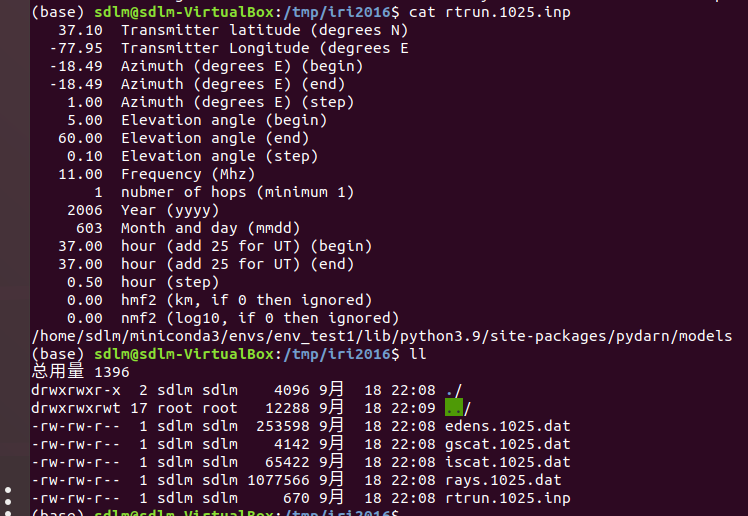 (base) sdlm@sdlm-VirtualBox:/tmp/iri2016$ cat rtrun.1025.inp
37.10 Transmitter latitude (degrees N)
-77.95 Transmitter Longitude (degrees E
-18.49 Azimuth (degrees E) (begin)
-18.49 Azimuth (degrees E) (end)
1.00 Azimuth (degrees E) (step)
5.00 Elevation angle (begin)
60.00 Elevation angle (end)
0.10 Elevation angle (step)
11.00 Frequency (Mhz)
1 nubmer of hops (minimum 1)
2006 Year (yyyy)
603 Month and day (mmdd)
37.00 hour (add 25 for UT) (begin)
37.00 hour (add 25 for UT) (end)
0.50 hour (step)
0.00 hmf2 (km, if 0 then ignored)
0.00 nmf2 (log10, if 0 then ignored)
/home/sdlm/miniconda3/envs/env_test1/lib/python3.9/site-packages/pydarn/models
(base) sdlm@sdlm-VirtualBox:/tmp/iri2016$ ll
总用量 1396
drwxrwxr-x 2 sdlm sdlm 4096 9月 18 22:08 ./
drwxrwxrwt 17 root root 12288 9月 18 22:09 ../
-rw-rw-r-- 1 sdlm sdlm 253598 9月 18 22:08 edens.1025.dat
-rw-rw-r-- 1 sdlm sdlm 4142 9月 18 22:08 gscat.1025.dat
-rw-rw-r-- 1 sdlm sdlm 65422 9月 18 22:08 iscat.1025.dat
-rw-rw-r-- 1 sdlm sdlm 1077566 9月 18 22:08 rays.1025.dat
-rw-rw-r-- 1 sdlm sdlm 670 9月 18 22:08 rtrun.1025.inp
(base) sdlm@sdlm-VirtualBox:/tmp/iri2016$